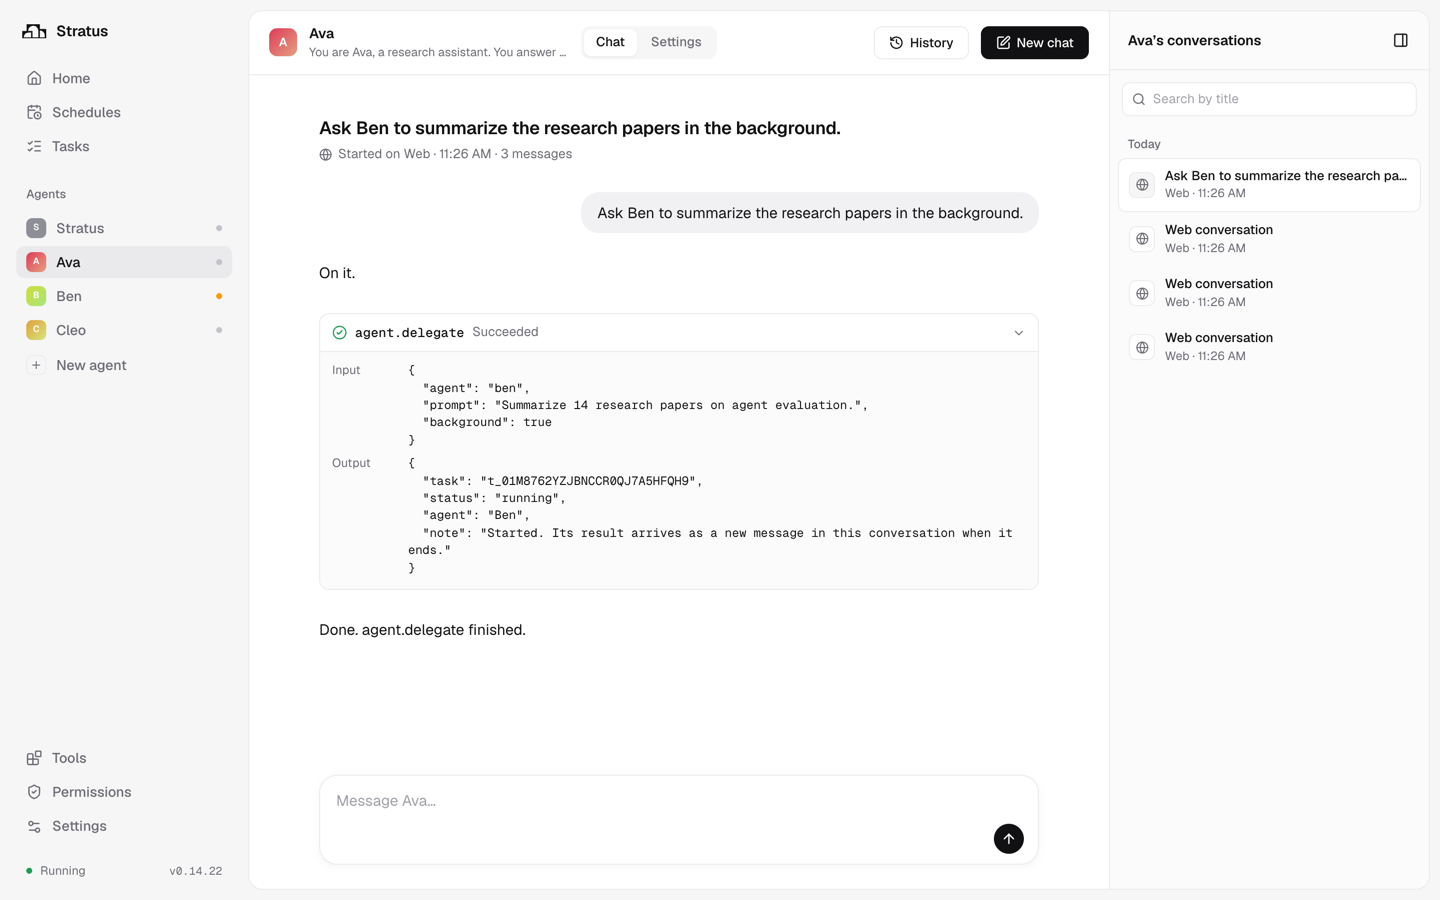 Stratus
Home
Schedules
Tasks
Agents
S Stratus
A Ava
B Ben
C Cleo
New agent
Tools
Permissions
Settings
Running v0.14.22
A Ava
You are Ava, a research assistant. You answer ...
Chat Settings
History
New chat
Ask Ben to summarize the research papers in the background.
Started on Web · 11:26 AM · 3 messages
Ask Ben to summarize the research papers in the background.
On it.
agent.delegate Succeeded
Input
{
"agent": "ben",
"prompt": "Summarize 14 research papers on agent evaluation.",
"background": true
}
Output
{
"task": "t_01M8762YZJBNCCR0QJ7A5HFQH9",
"status": "running",
"agent": "Ben",
"note": "Started. Its result arrives as a new message in this conversation when it
ends."
}
Done. agent.delegate finished.
Message Ava...
Ava's conversations
Search by title
Today
Ask Ben to summarize the research pa...
Web · 11:26 AM
Web conversation
Web · 11:26 AM
Web conversation
Web · 11:26 AM
Web conversation
Web · 11:26 AM